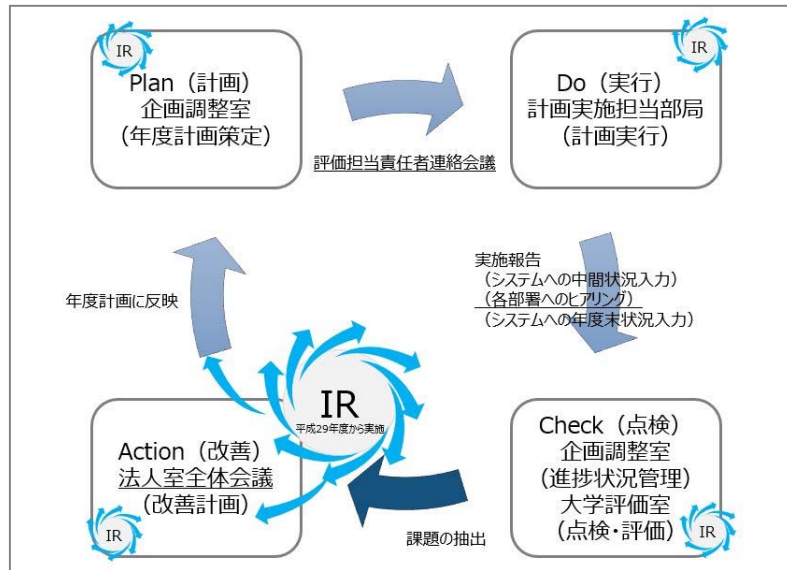 IR
Plan（計画）
企画調整室
（年度計画策定）
評価担当責任者連絡会議
IR
Do（実行）
計画実施担当部局
（計画実行）
実施報告
（システムへの中間状況入力）
（各部署へのヒアリング）
（システムへの年度末状況入力）
年度計画に反映
IR
平成29年度から実施
Action（改善）
法人室全体会議
（改善計画）
IR
課題の抽出
Check（点検）
企画調整室
（進捗状況管理）
大学評価室
（点検・評価）
IR